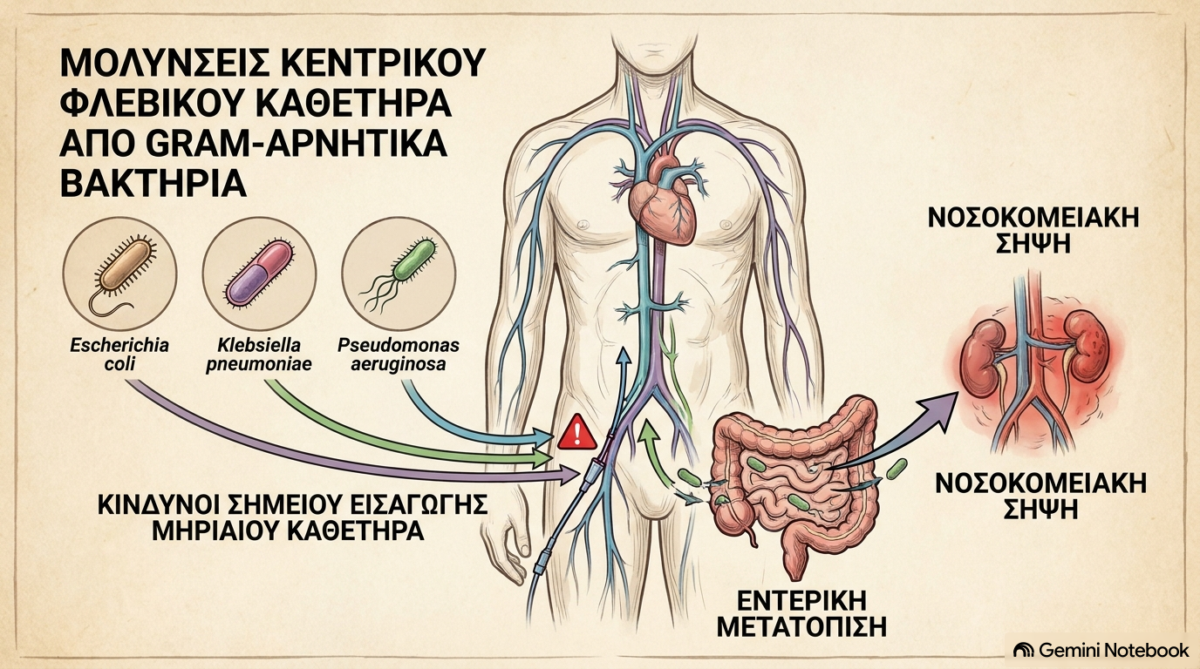 ΜΟΛΥΝΣΕΙΣ ΚΕΝΤΡΙΚΟΥ
ΦΛΕΒΙΚΟΥ ΚΑΘΕΤΗΡΑ
ΑΠΟ GRAM-ΑΡΝΗΤΙΚΑ
ΒΑΚΤΗΡΙΑ
Escherichia
coli
Klebsiella
pneumoniae
Pseudomonas
aeruginosa
ΚΙΝΔΥΝΟΙ ΣΗΜΕΙΟΥ ΕΙΣΑΓΩΓΗΣ
ΜΗΡΙΑΙΟΥ ΚΑΘΕΤΗΡΑ
ΕΝΤΕΡΙΚΗ
ΜΕΤΑΤΟΠΙΣΗ
ΝΟΣΟΚΟΜΕΙΑΚΗ
ΣΗΨΗ
ΝΟΣΟΚΟΜΕΙΑΚΗ
ΣΗΨΗ
Gemini Notebook